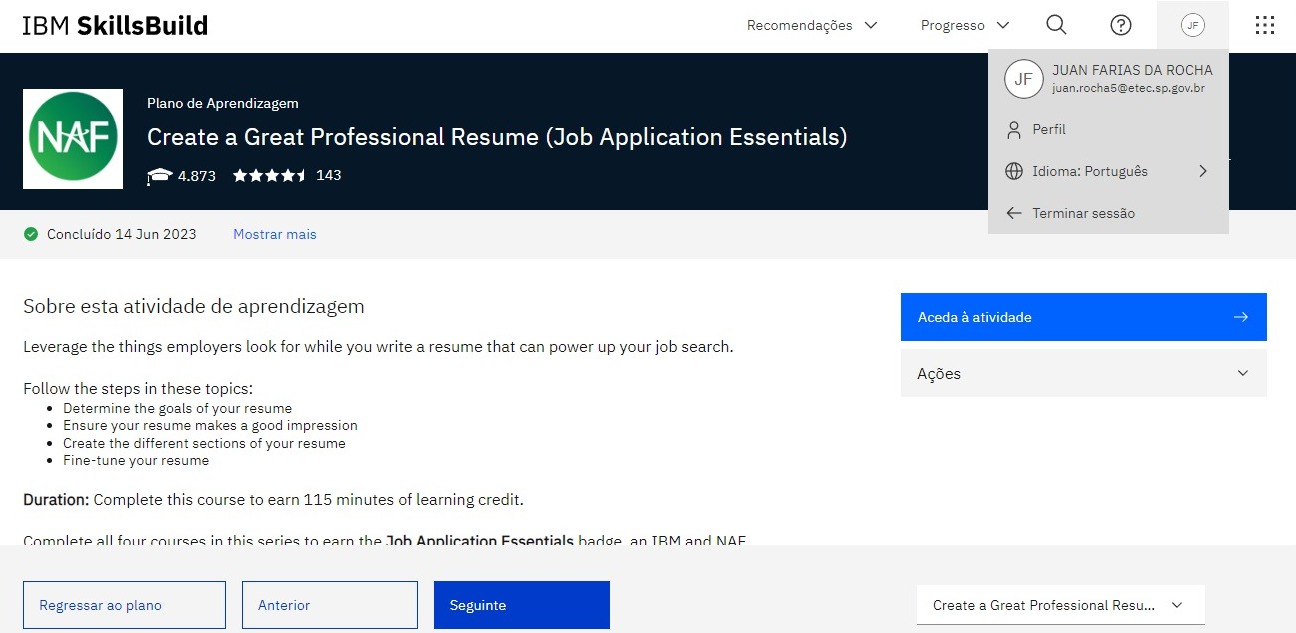 IBM SkillsBuild
Recomendações
Progresso
JF
JF
JUAN FARIAS DA ROCHA
juan.rocha5@etec.sp.gov.br
Perfil
Idioma: Português
Terminar sessão
NAF
Plano de Aprendizagem
Create a Great Professional Resume (Job Application Essentials)
4.873
143
Concluído 14 Jun 2023
Mostrar mais
Sobre esta atividade de aprendizagem
Leverage the things employers look for while you write a resume that can power up your job search.
Follow the steps in these topics:
Determine the goals of your resume
Ensure your resume makes a good impression
Create the different sections of your resume
Fine-tune your resume
Duration: Complete this course to earn 115 minutes of learning credit.
Complete all four courses in this series to earn the Job Application Essentials badge, an IBM and NAF
Aceda à atividade
Ações
Regressar ao plano
Anterior
Seguinte
Create a Great Professional Resu...